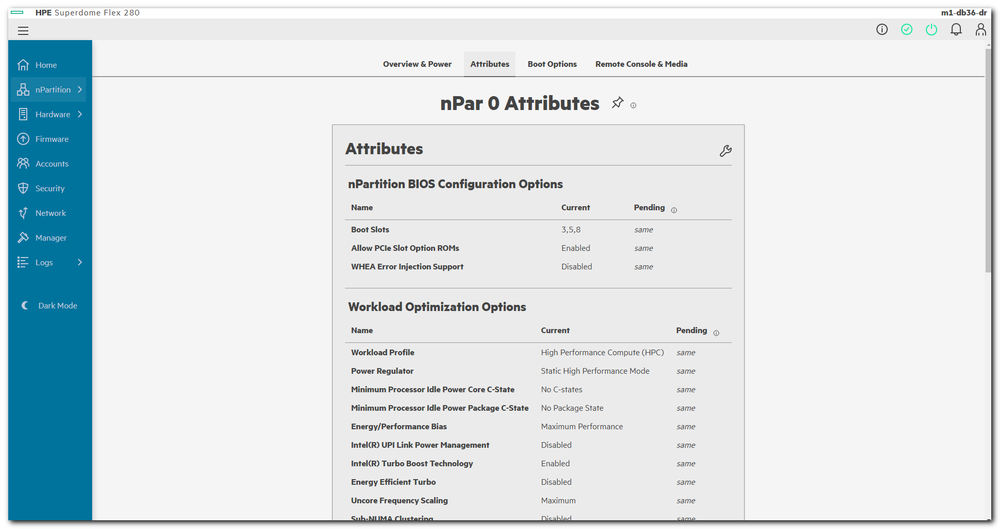 HPE Superdome Flex 280
m1-db36-dr
Home
nPartition
Hardware
Firmware
Accounts
Security
Network
Manager
Logs
Dark Mode
Overview & Power Attributes Boot Options Remote Console & Media
nPar 0 Attributes
Attributes
nPartition BIOS Configuration Options
Name Current Pending
Boot Slots 3,5,8 same
Allow PCIe Slot Option ROMs Enabled same
WHEA Error Injection Support Disabled same
Workload Optimization Options
Name Current Pending
Workload Profile High Performance Compute (HPC) same
Power Regulator Static High Performance Mode same
Minimum Processor Idle Power Core C-State No C-states same
Minimum Processor Idle Power Package C-State No Package State same
Energy/Performance Bias Maximum Performance same
Intel(R) UPI Link Power Management Disabled same
Intel(R) Turbo Boost Technology Enabled same
Energy Efficient Turbo Disabled same
Uncore Frequency Scaling Maximum same
Sub-NUMA Clustering Disabled same